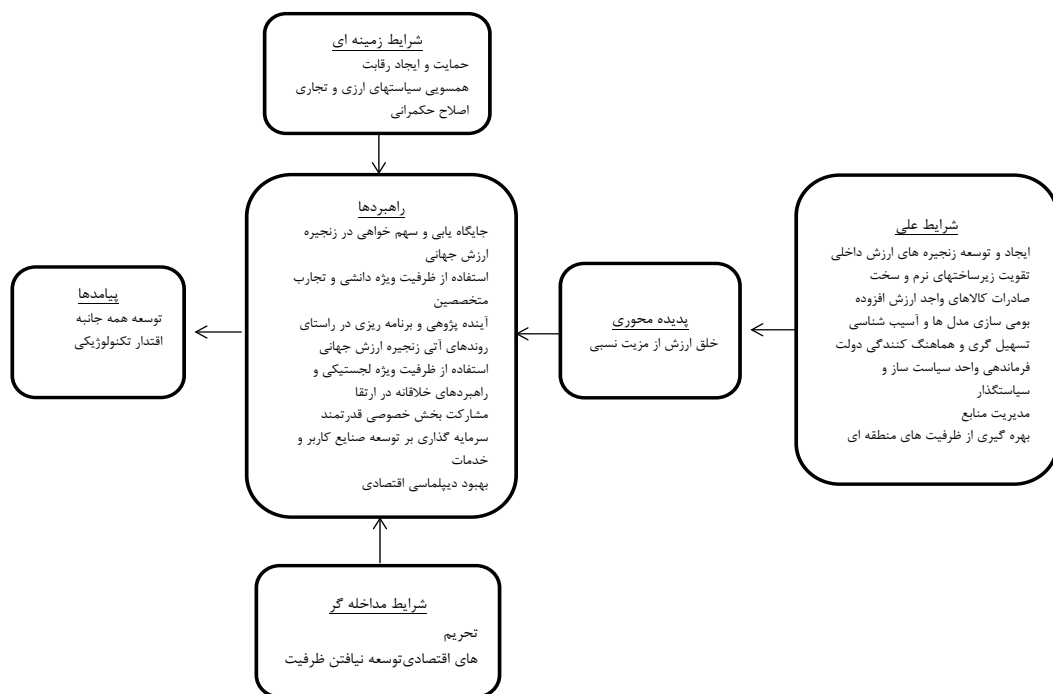 شرایط زمینه ای
حمایت و ایجاد رقابت
همسویی سیاستهای ارزی و تجاری
اصلاح حکمرانی
شرایط علی
ایجاد و توسعه زنجیره های ارزش داخلی
تقویت زیرساختهای نرم و سخت
صادرات کالاهای واجد ارزش افزوده
بومی سازی مدل ها و آسیب شناسی
تسهیل گری و هماهنگ کنندگی دولت
فرماندهی واحد سیاست ساز و
سیاستگذار
مدیریت منابع
بهره گیری از ظرفیت های منطقه ای
پدیده محوری
خلق ارزش از مزیت نسبی
راهبردها
جایگاه یابی و سهم خواهی در زنجیره
ارزش جهانی
استفاده از ظرفیت ویژه دانشی و تجارب
متخصصین
آینده پژوهی و برنامه ریزی در راستای
روندهای آتی زنجیره ارزش جهانی
استفاده از ظرفیت ویژه لجستیکی و
راهبردهای خلاقانه در ارتقا
مشارکت بخش خصوصی قدرتمند
سرمایه گذاری بر توسعه صنایع کاربر و
خدمات
بهبود دیپلماسی اقتصادی
پیامدها
توسعه همه جانبه
اقتدار تکنولوژیکی
شرایط مداخله گر
تحریم
های اقتصادی‌توسعه نیافتن ظرفیت